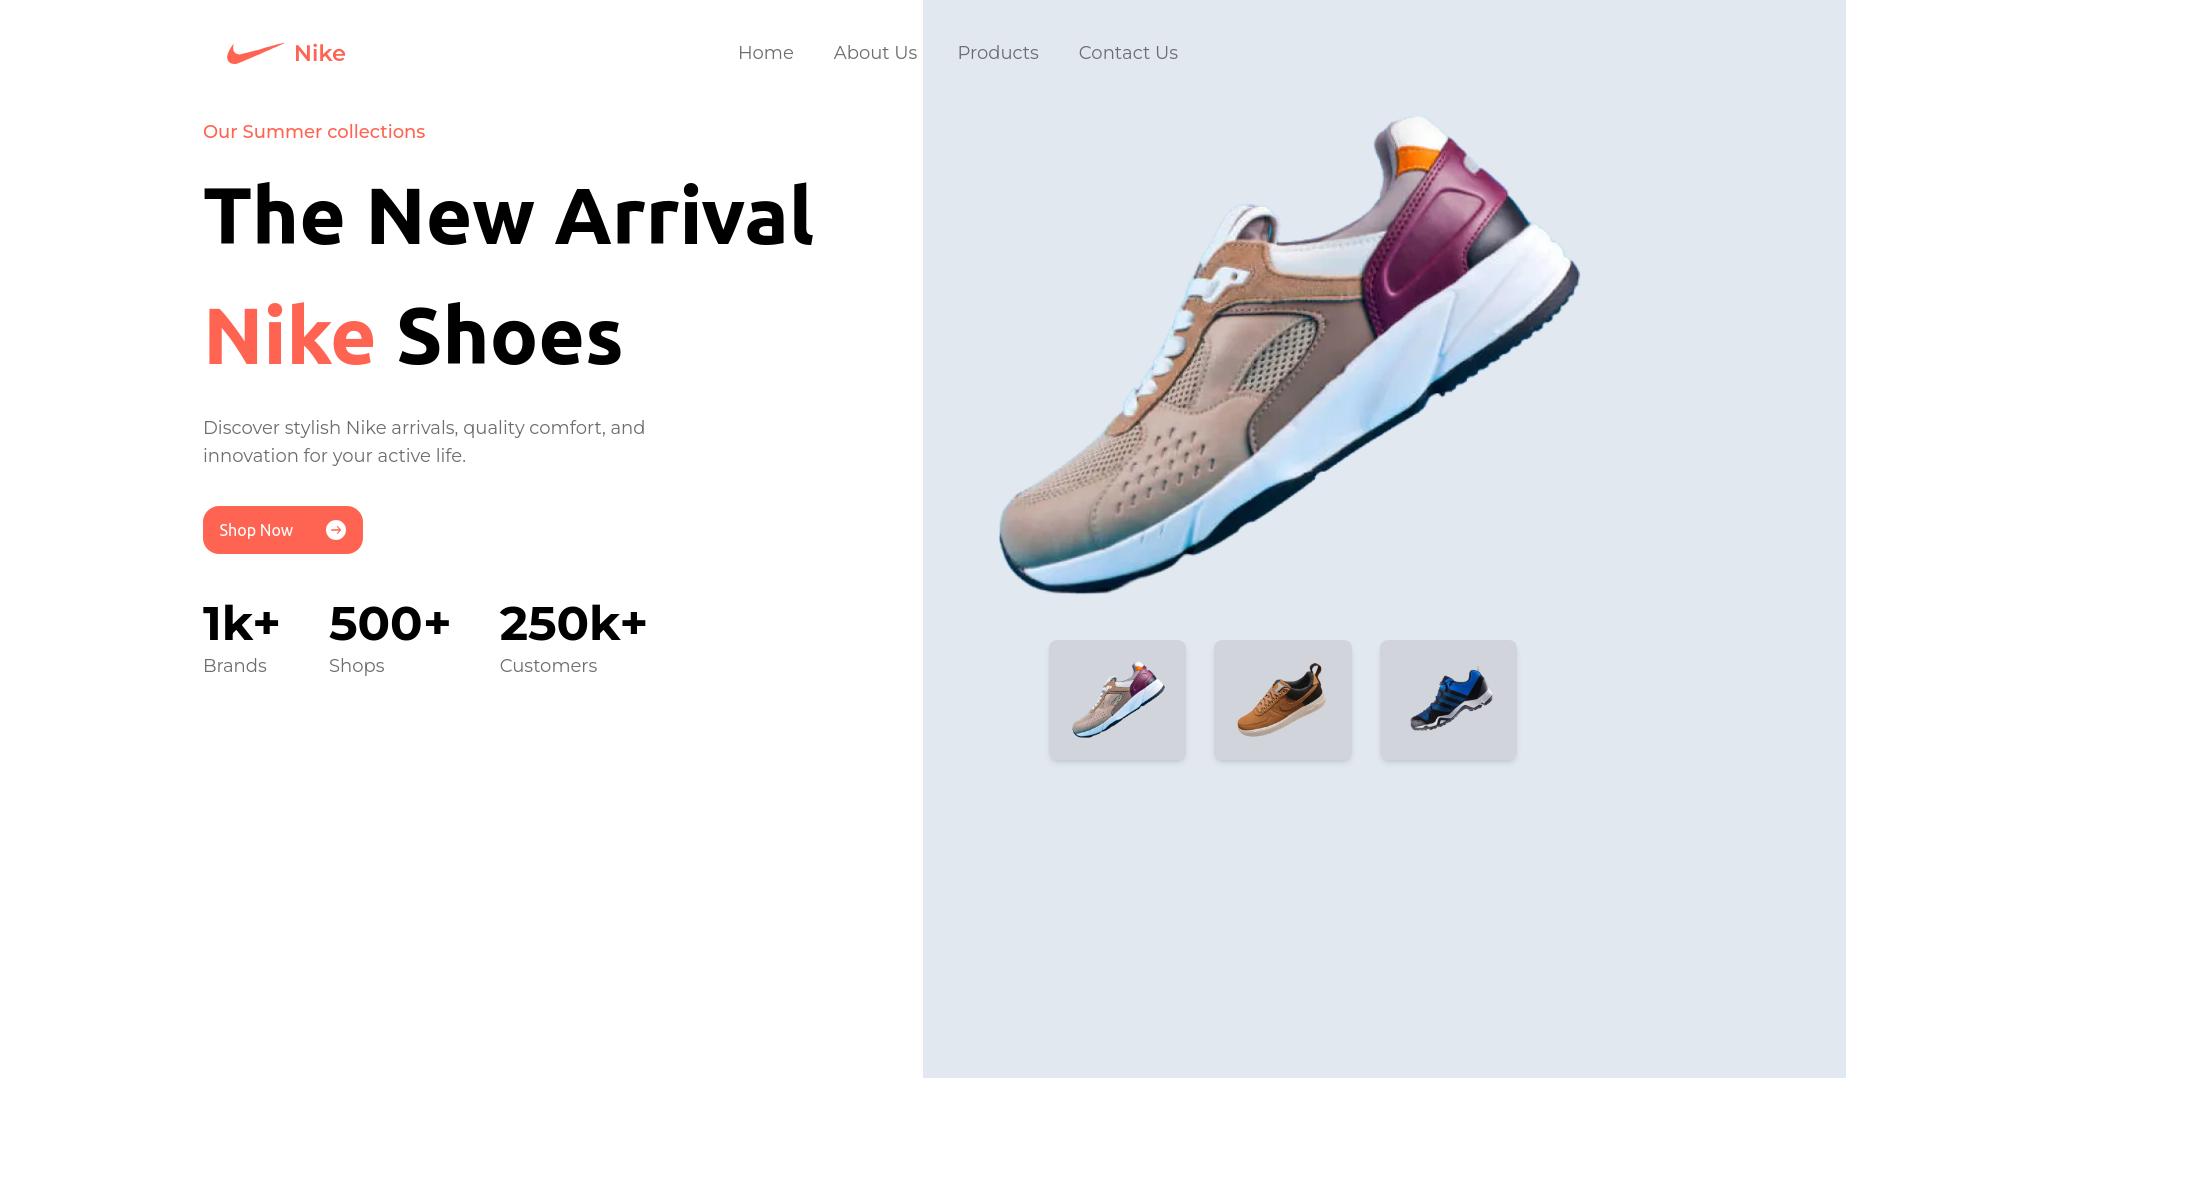 Nike
Home
About Us
Products
Contact Us
Our Summer collections
The New Arrival
Nike Shoes
Discover stylish Nike arrivals, quality comfort, and
innovation for your active life.
Shop Now
1k+
Brands
500+
Shops
250k+
Customers